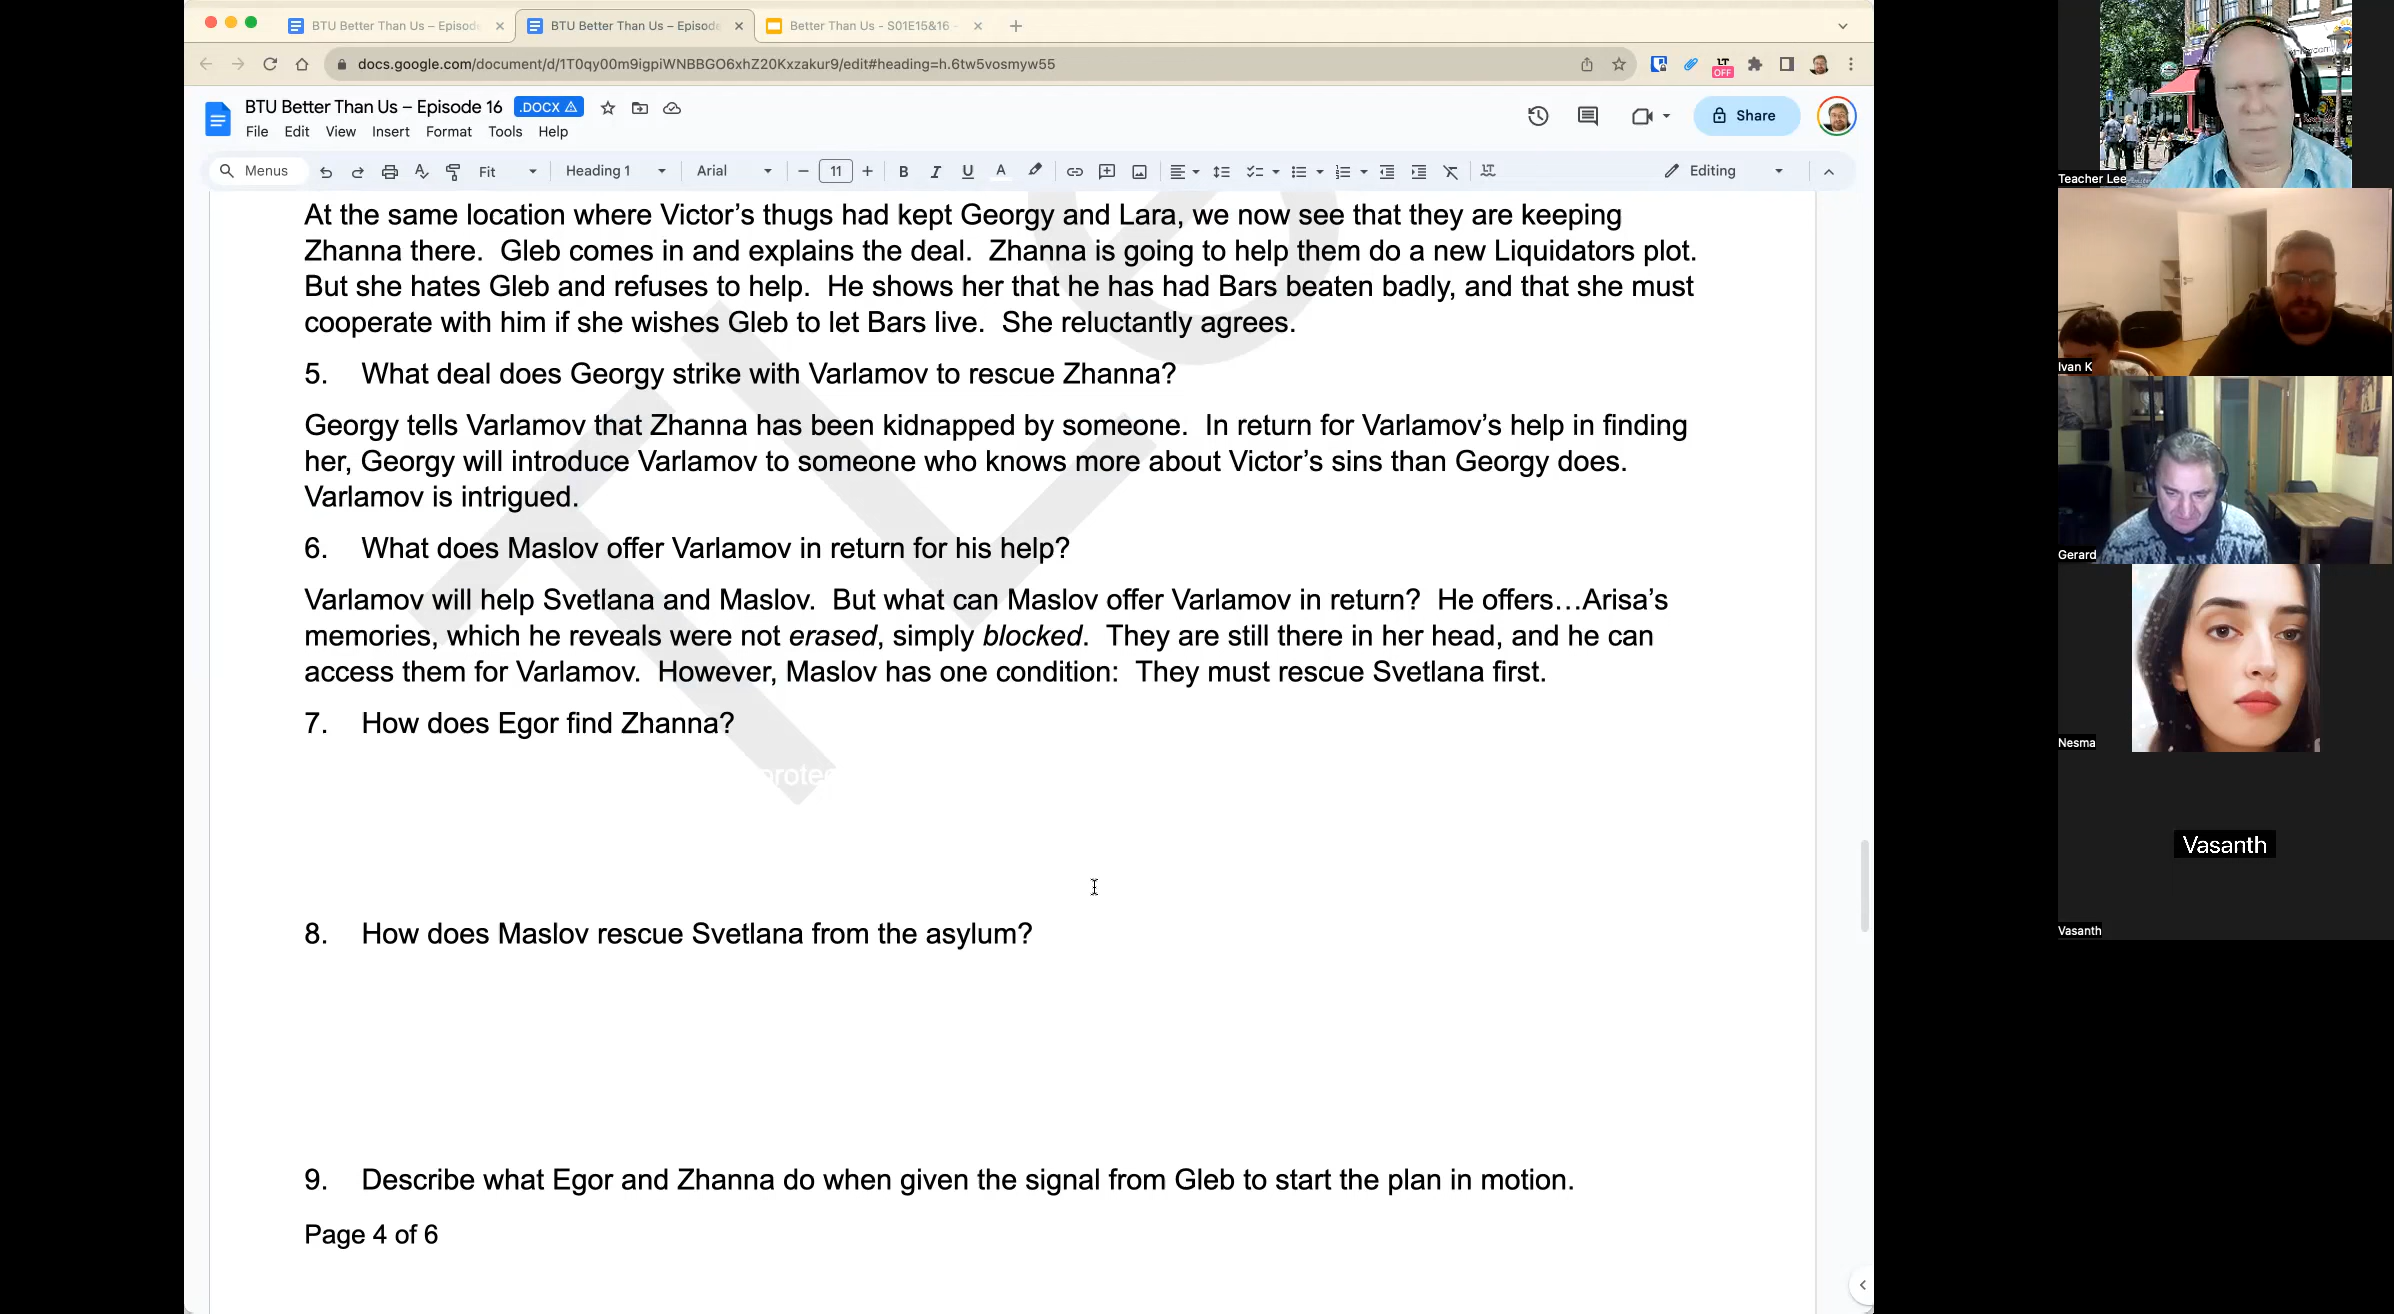 BTU Better Than Us – Episode
BTU Better Than Us – Episode
Better Than Us - S01E15&16 -
docs.google.com/document/d/1T0qy00m9igpiWNBBGO6xhZ20Kxzakur9/edit#heading=h.6tw5vosmyw55
OFF
BTU Better Than Us – Episode 16 .DOCX
File Edit View Insert Format Tools Help
Share
Menus Fit Heading 1 Arial 11 Editing
At the same location where Victor’s thugs had kept Georgy and Lara, we now see that they are keeping
Zhanna there.  Gleb comes in and explains the deal.  Zhanna is going to help them do a new Liquidators plot.
But she hates Gleb and refuses to help.  He shows her that he has had Bars beaten badly, and that she must
cooperate with him if she wishes Gleb to let Bars live.  She reluctantly agrees.
5. What deal does Georgy strike with Varlamov to rescue Zhanna?
Georgy tells Varlamov that Zhanna has been kidnapped by someone.  In return for Varlamov’s help in finding
her, Georgy will introduce Varlamov to someone who knows more about Victor’s sins than Georgy does.
Varlamov is intrigued.
6. What does Maslov offer Varlamov in return for his help?
Varlamov will help Svetlana and Maslov.  But what can Maslov offer Varlamov in return?  He offers…Arisa’s
memories, which he reveals were not erased, simply blocked.  They are still there in her head, and he can
access them for Varlamov.  However, Maslov has one condition:  They must rescue Svetlana first.
7. How does Egor find Zhanna?
8. How does Maslov rescue Svetlana from the asylum?
9. Describe what Egor and Zhanna do when given the signal from Gleb to start the plan in motion.
Page 4 of 6
Teacher Lee
Ivan K
Gerard
Nesma
Vasanth
Vasanth